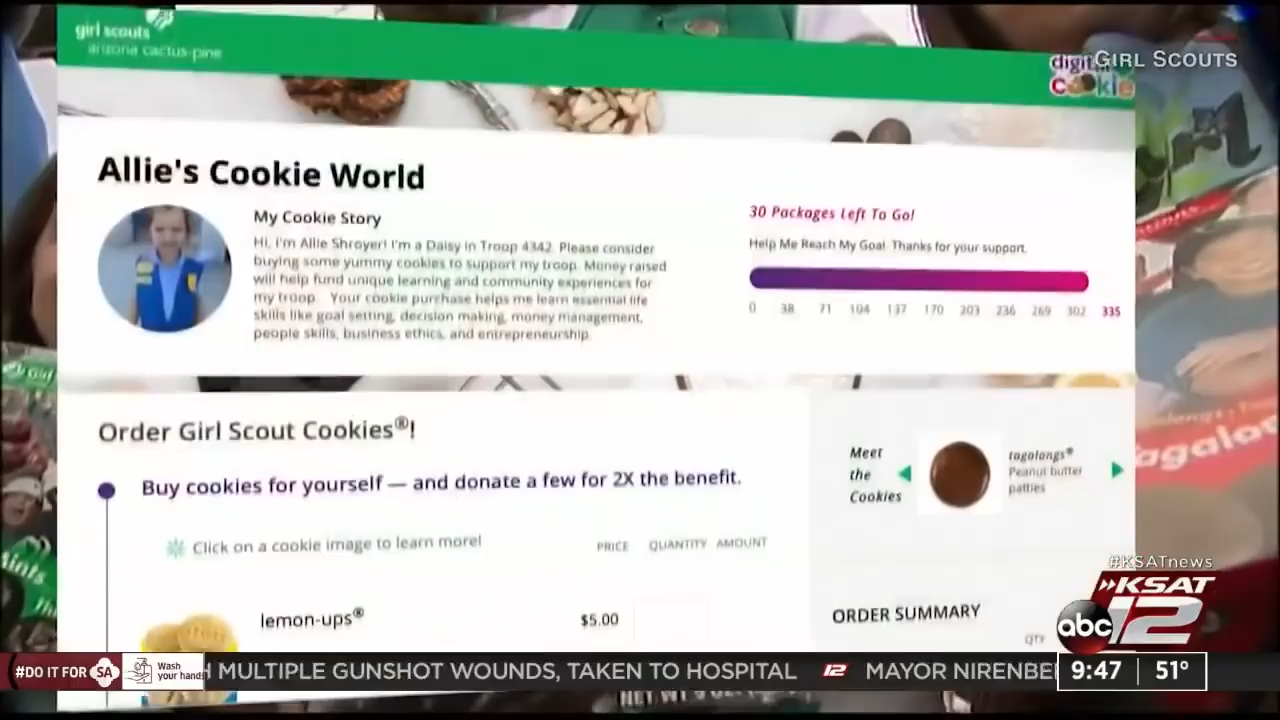 girl scouts
arizona cactus-pine
GIRL SCOUTS
Allie's Cookie World
My Cookie Story
Hi, I'm Allie Shroyer! I'm a Daisy in Troop 4342. Please consider
buying some yummy cookies to support my troop. Money raised
will help fund unique learning and community experiences for
my troop. Your cookie purchase helps me learn essential life
skills like goal setting, decision making, money management,
people skills, business ethics, and entrepreneurship.
30 Packages Left To Go!
Help Me Reach My Goal. Thanks for your support.
0 38 71 104 137 170 203 236 269 302 335
Order Girl Scout Cookies®!
Buy cookies for yourself — and donate a few for 2X the benefit.
Click on a cookie image to learn more!
PRICE QUANTITY AMOUNT
lemon-ups®
$5.00
Meet
the
Cookies
tagalongs®
Peanut butter
patties
ORDER SUMMARY
QTY
#KSATnews
KSAT
abc 12
#DO IT FOR SA
Wash
your hands!
MULTIPLE GUNSHOT WOUNDS, TAKEN TO HOSPITAL 12 MAYOR NIRENBE
9:47 51°